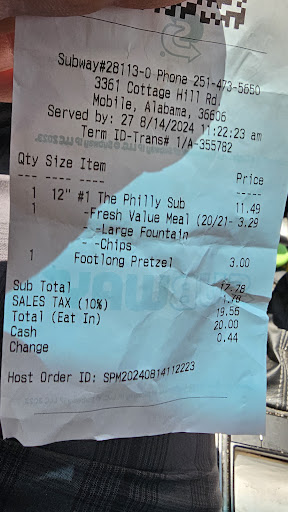 Subway#28113-0 Phone 251-473-5650
3361 Cottage Hill Rd
Mobile, Alabama, 36606
Served by: 27 8/14/2024 11:22:23 am
Term ID-Trans# 1/A-355782
Qty Size Item Price
--- ---- ---- -----
1 12" #1 The Philly Sub 11.49
1 -Fresh Value Meal (20/21- 3.29
- -Large Fountain
- -Chips
1 Footlong Pretzel 3.00
Sub Total 17.78
SALES TAX (10%) 1.78
Total (Eat In) 19.56
Cash 20.00
Change 0.44
Host Order ID: SPM20240814112223